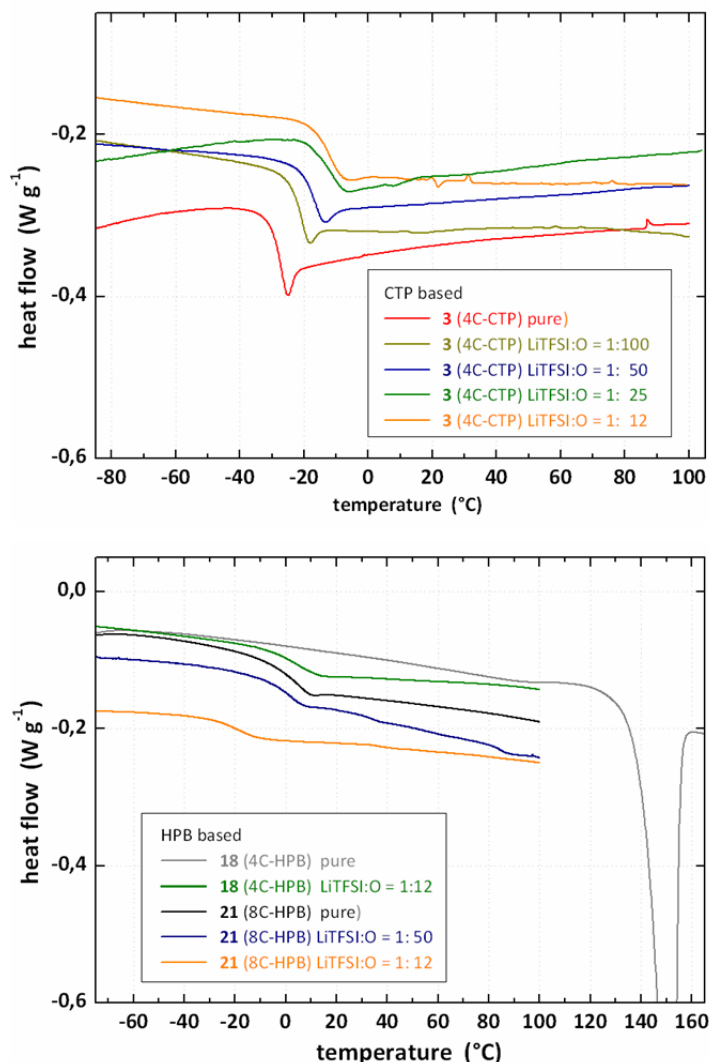 -0,2
-0,4
-0,6
heat flow (W g-1)
CTP based
3 (4C-CTP) pure)
3 (4C-CTP) LiTFSI:O = 1:100
3 (4C-CTP) LiTFSI:O = 1: 50
3 (4C-CTP) LiTFSI:O = 1: 25
3 (4C-CTP) LiTFSI:O = 1: 12
-80 -60 -40 -20 0 20 40 60 80 100
temperature (°C)
0,0
-0,2
-0,4
-0,6
heat flow (W g-1)
HPB based
18 (4C-HPB) pure
18 (4C-HPB) LiTFSI:O = 1:12
21 (8C-HPB) pure)
21 (8C-HPB) LiTFSI:O = 1: 50
21 (8C-HPB) LiTFSI:O = 1: 12
-60 -40 -20 0 20 40 60 80 100 120 140 160
temperature (°C)